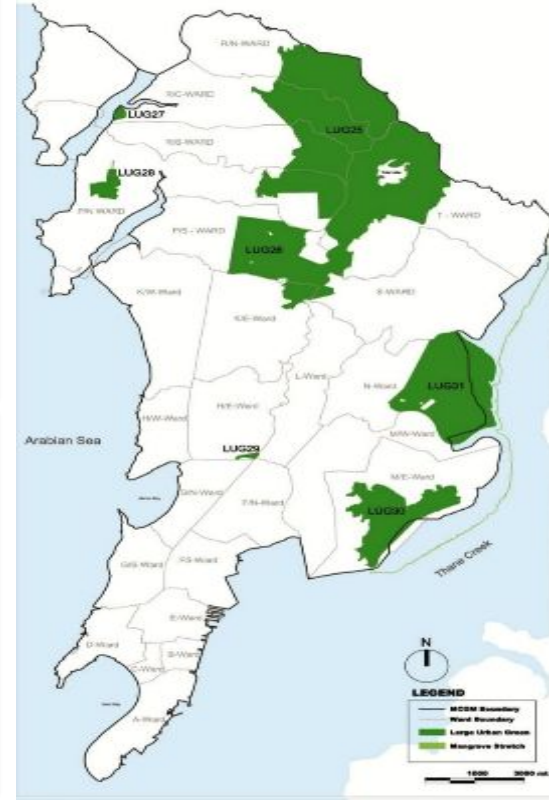 R/N-WARD
R/C-WARD
LUG27
LUG25
R/S-WARD
LUG28
P/N WARD
T - WARD
P/S - WARD
LUG26
K/W-Ward
S-WARD
K/E-Ward
L-Ward
N-Ward
LUG31
H/W-Ward
H/E-Ward
M/W-Ward
Arabian Sea
LUG29
M/E-Ward
G/N-Ward
F/N-Ward
LUG30
Thane Creek
G/S-Ward
F/S-Ward
E-Ward
D-Ward
B-Ward
C-Ward
A-Ward
N
LEGEND
MCGM Boundary
Ward Boundary
Large Urban Green
Mangrove Stretch